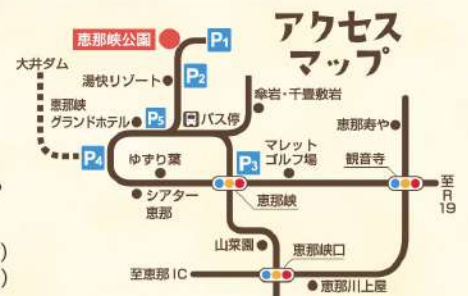 アクセス
マップ
恵那峡公園
P1
大井ダム
湯快リゾート
P2
傘岩・千畳敷岩
恵那峡
グランドホテル
P5
バス停
恵那寿や
P4
ゆずり葉
P3
マレット
ゴルフ場
観音寺
シアター
恵那
恵那峡
至
R
19
山菜園
恵那峡口
至恵那IC
恵那川上屋
)
)